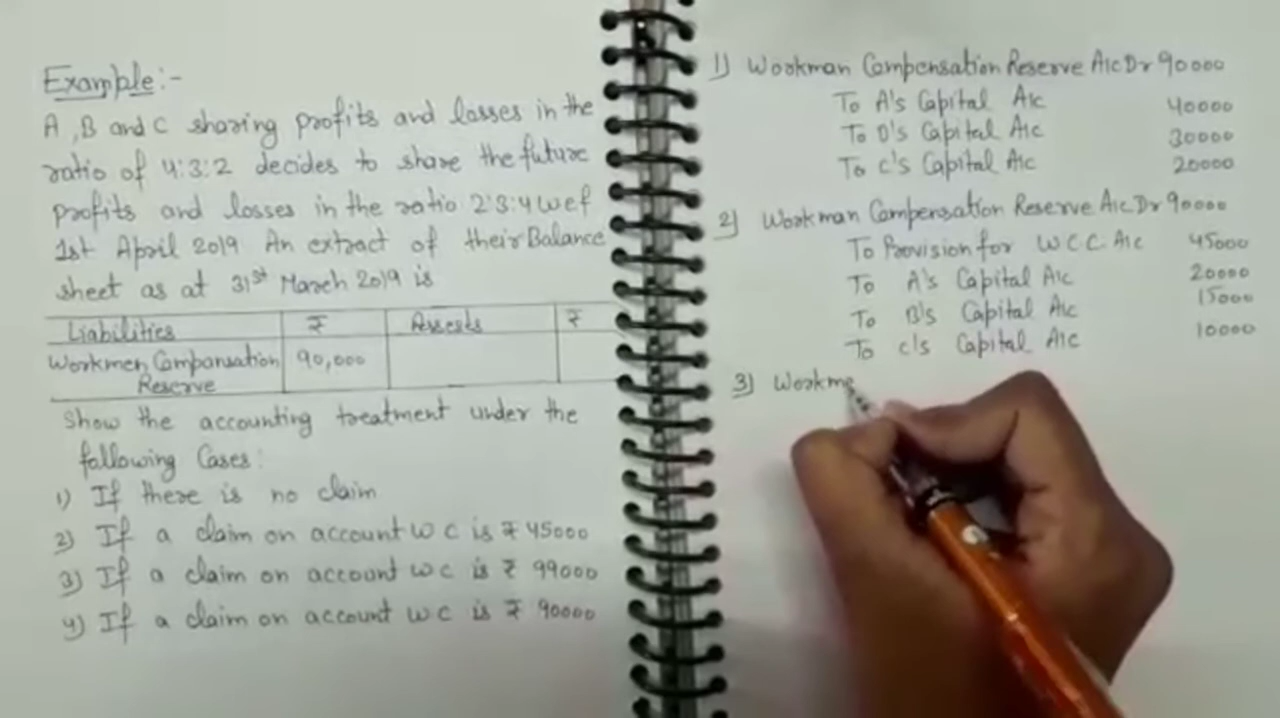 Example:-
A, B and C sharing profits and losses in the
ratio of 4:3:2 decides to share the future
profits and losses in the ratio 2:3:4 wef
1st April 2019 An extract of their Balance
sheet as at 31st March 2019 is
Liabilities ₹ Assests ₹
Workmen Compansation 90,000
Reserve
Show the accounting treatment under the
following Cases:
1) If there is no claim
2) If a claim on account WC is ₹ 45000
3) If a claim on account WC is ₹ 99000
4) If a claim on account WC is ₹ 90000
1) Workman Compensation Reserve A/c Dr 90000
To A's Capital A/c 40000
To B's Capital A/c 30000
To C's Capital A/c 20000
2) Workman Compensation Reserve A/c Dr 90000
To Provision for W.C.C. A/c 45000
To A's Capital A/c 20000
To B's Capital A/c 15000
To C's Capital A/c 10000
3) Workme